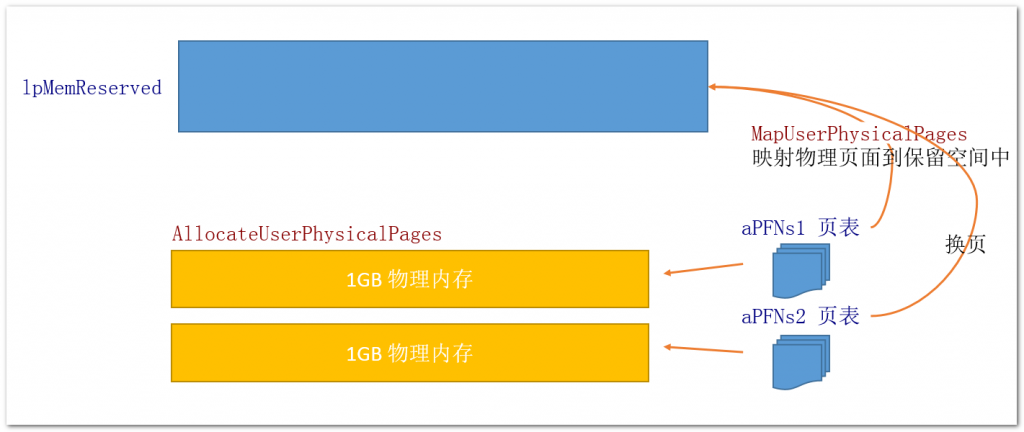 lpMemReserved
MapUserPhysicalPages
映射物理页面到保留空间中
AllocateUserPhysicalPages
aPFNs1 页表
换页
1GB 物理内存
aPFNs2 页表
1GB 物理内存